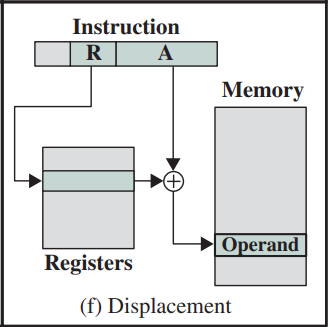 Instruction
R A
Memory
Operand
Registers
(f) Displacement